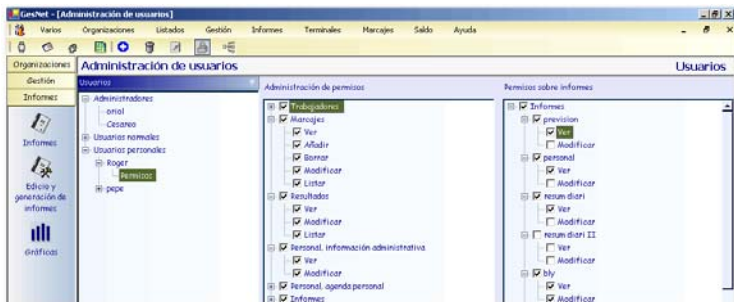 GesNet - [Administración de usuarios]
Varios Organizaciones Listados Gestión Informes Terminales Marcajes Saldo Ayuda
Organizaciones
Gestión
Informes
Informes
Edicio y
generación de
informes
Gráficas
Administración de usuarios
Usuarios
Usuarios
Administradores
oriol
Cesareo
Usuarios normales
Usuarios personales
Roger
Permisos
pepe
Administración de permisos
Trabajadores
Marcajes
Ver
Añadir
Borrar
Modificar
Listar
Resultados
Ver
Modificar
Listar
Personal, información administrativa
Ver
Modificar
Personal, agenda personal
Informes
Permisos sobre informes
Informes
prevision
Ver
Modificar
personal
Ver
Modificar
resum diari
Ver
Modificar
resum diari II
Ver
Modificar
bly
Ver
Modificar